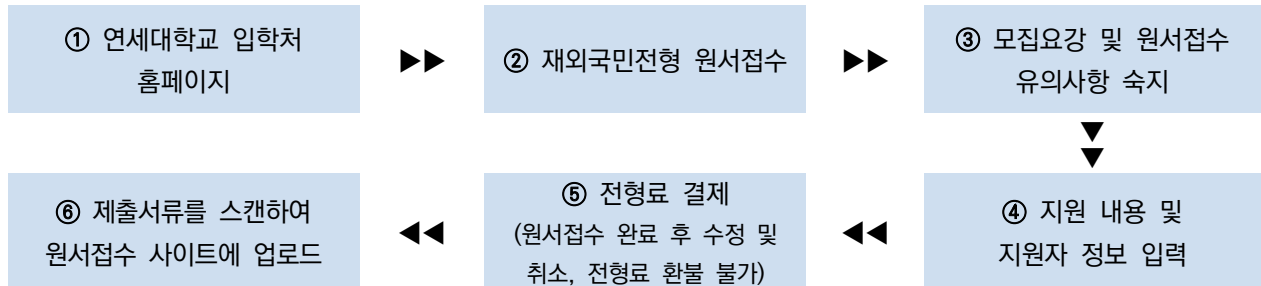 ① 연세대학교 입학처
홈페이지
▶▶
② 재외국민전형 원서접수
▶▶
③ 모집요강 및 원서접수
유의사항 숙지
▼
▼
④ 지원 내용 및
지원자 정보 입력
◀◀
⑤ 전형료 결제
(원서접수 완료 후 수정 및
취소, 전형료 환불 불가)
◀◀
⑥ 제출서류를 스캔하여
원서접수 사이트에 업로드